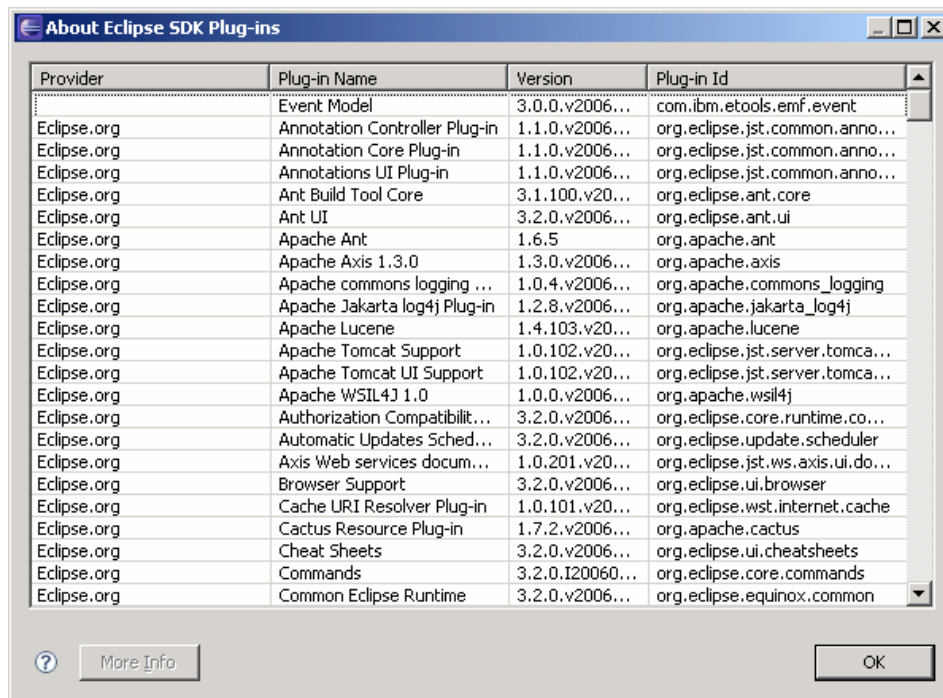 About Eclipse SDK Plug-ins
Provider Plug-in Name Version Plug-in Id
Event Model 3.0.0.v2006... com.ibm.etools.emf.event
Eclipse.org Annotation Controller Plug-in 1.1.0.v2006... org.eclipse.jst.common.anno...
Eclipse.org Annotation Core Plug-in 1.1.0.v2006... org.eclipse.jst.common.anno...
Eclipse.org Annotations UI Plug-in 1.1.0.v2006... org.eclipse.jst.common.anno...
Eclipse.org Ant Build Tool Core 3.1.100.v20... org.eclipse.ant.core
Eclipse.org Ant UI 3.2.0.v2006... org.eclipse.ant.ui
Eclipse.org Apache Ant 1.6.5 org.apache.ant
Eclipse.org Apache Axis 1.3.0 1.3.0.v2006... org.apache.axis
Eclipse.org Apache commons logging ... 1.0.4.v2006... org.apache.commons_logging
Eclipse.org Apache Jakarta log4j Plug-in 1.2.8.v2006... org.apache.jakarta_log4j
Eclipse.org Apache Lucene 1.4.103.v20... org.apache.lucene
Eclipse.org Apache Tomcat Support 1.0.102.v20... org.eclipse.jst.server.tomca...
Eclipse.org Apache Tomcat UI Support 1.0.102.v20... org.eclipse.jst.server.tomca...
Eclipse.org Apache WSIL4J 1.0 1.0.0.v2006... org.apache.wsil4j
Eclipse.org Authorization Compatibilit... 3.2.0.v2006... org.eclipse.core.runtime.co...
Eclipse.org Automatic Updates Sched... 3.2.0.v2006... org.eclipse.update.scheduler
Eclipse.org Axis Web services docum... 1.0.201.v20... org.eclipse.jst.ws.axis.ui.do...
Eclipse.org Browser Support 3.2.0.v2006... org.eclipse.ui.browser
Eclipse.org Cache URI Resolver Plug-in 1.0.101.v20... org.eclipse.wst.internet.cache
Eclipse.org Cactus Resource Plug-in 1.7.2.v2006... org.apache.cactus
Eclipse.org Cheat Sheets 3.2.0.v2006... org.eclipse.ui.cheatsheets
Eclipse.org Commands 3.2.0.I20060... org.eclipse.core.commands
Eclipse.org Common Eclipse Runtime 3.2.0.v2006... org.eclipse.equinox.common
? More Info OK